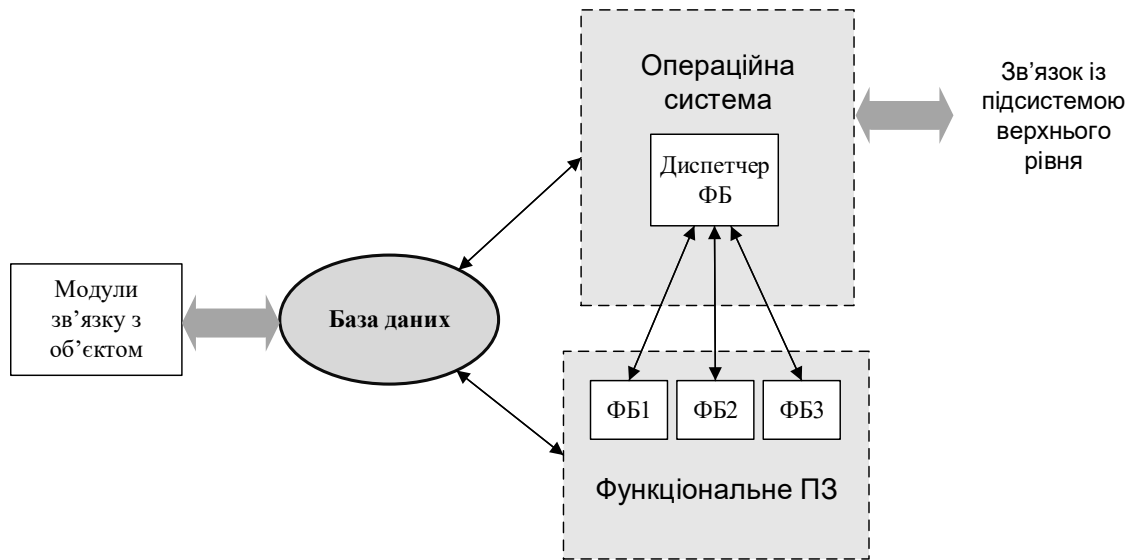 Операційна
система
Диспетчер
ФБ
Зв’язок із
підсистемою
верхнього
рівня
Модули
зв’язку з
об’єктом
База даних
ФБ1
ФБ2
ФБ3
Функціональне ПЗ